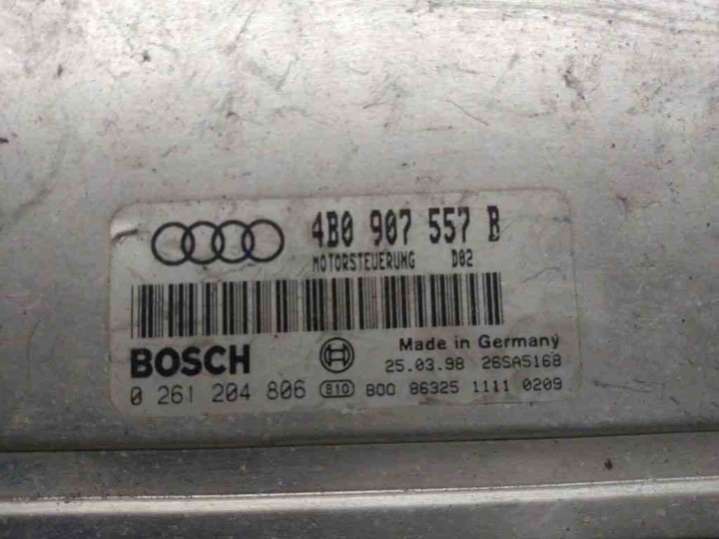 4B0 907 557 B
MOTORSTEUERUNG D02
BOSCH
Made in Germany
25.03.98 26SA5168
0 261 204 806 810 800 86325 1111 0209